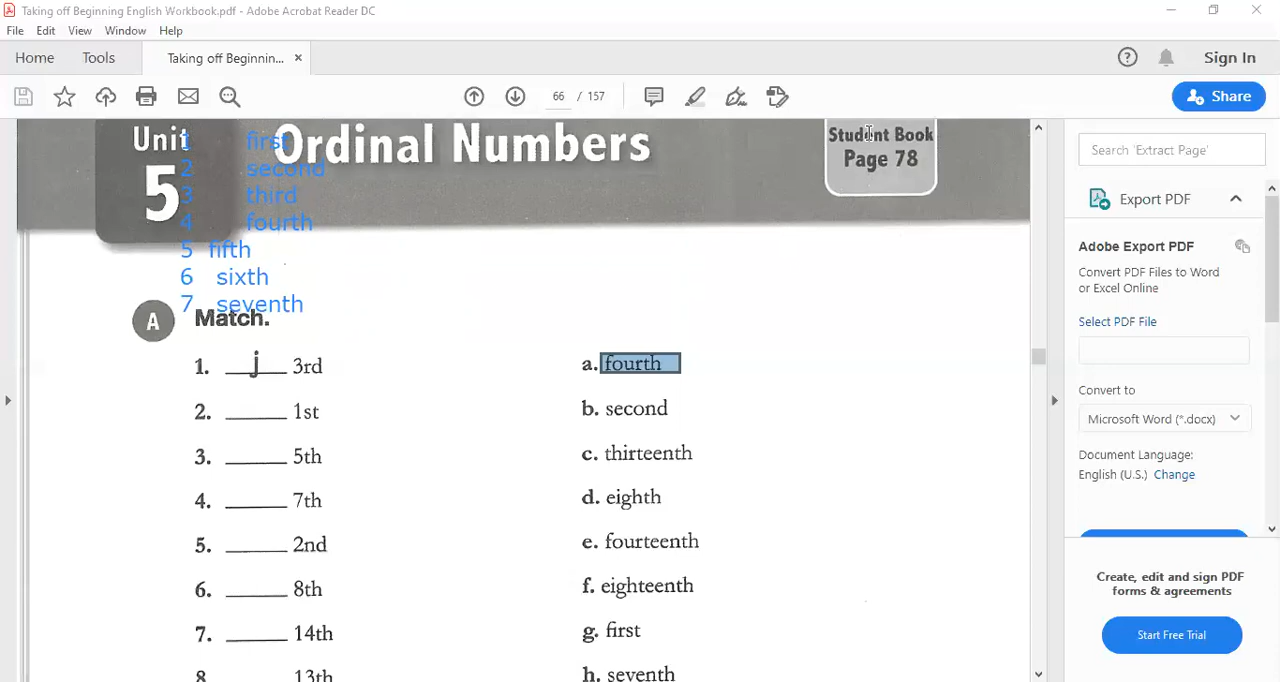 Taking off Beginning English Workbook.pdf - Adobe Acrobat Reader DC
File Edit View Window Help
Home Tools Taking off Beginnin... × Sign In
66 / 157 Share
Unit 5 Ordinal Numbers Student Book
Page 78
1 first
2 second
3 third
4 fourth
5 fifth
6 sixth
7 seventh
A Match.
1. j 3rd a. fourth
2. ______ 1st b. second
3. ______ 5th c. thirteenth
4. ______ 7th d. eighth
5. ______ 2nd e. fourteenth
6. ______ 8th f. eighteenth
7. ______ 14th g. first
8. 13th h. seventh
Search 'Extract Page'
Export PDF
Adobe Export PDF
Convert PDF Files to Word
or Excel Online
Select PDF File
Convert to
Microsoft Word (*.docx)
Document Language:
English (U.S.) Change
Create, edit and sign PDF
forms & agreements
Start Free Trial